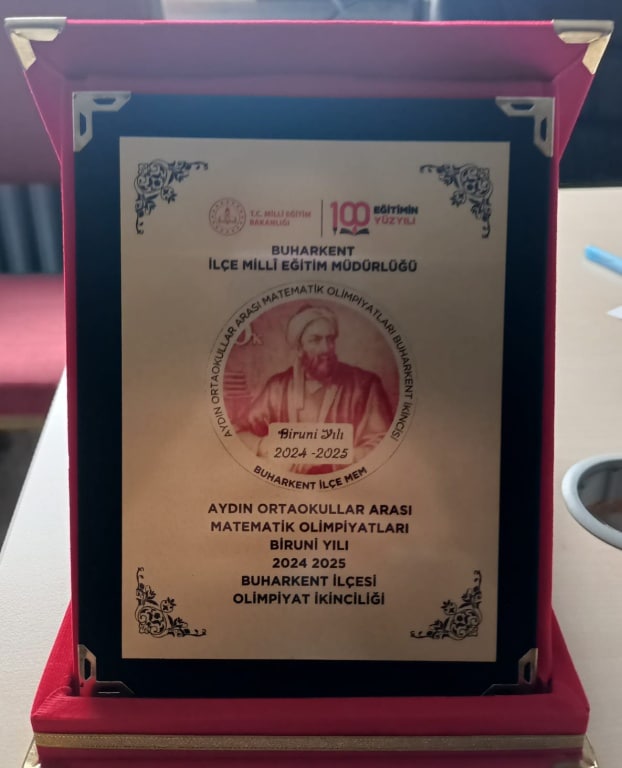 T.C. MİLLÎ EĞİTİM
BAKANLIĞI
100
EĞİTİMİN
YÜZYILI
BUHARKENT
İLÇE MİLLÎ EĞİTİM MÜDÜRLÜĞÜ
AYDIN ORTAOKULLAR ARASI MATEMATİK OLİMPİYATLARI BUHARKENT İKİNCİSİ
Biruni Yılı
2024 -2025
BUHARKENT İLÇE MEM
AYDIN ORTAOKULLAR ARASI
MATEMATİK OLİMPİYATLARI
BİRUNİ YILI
2024 2025
BUHARKENT İLÇESİ
OLİMPİYAT İKİNCİLİĞİ